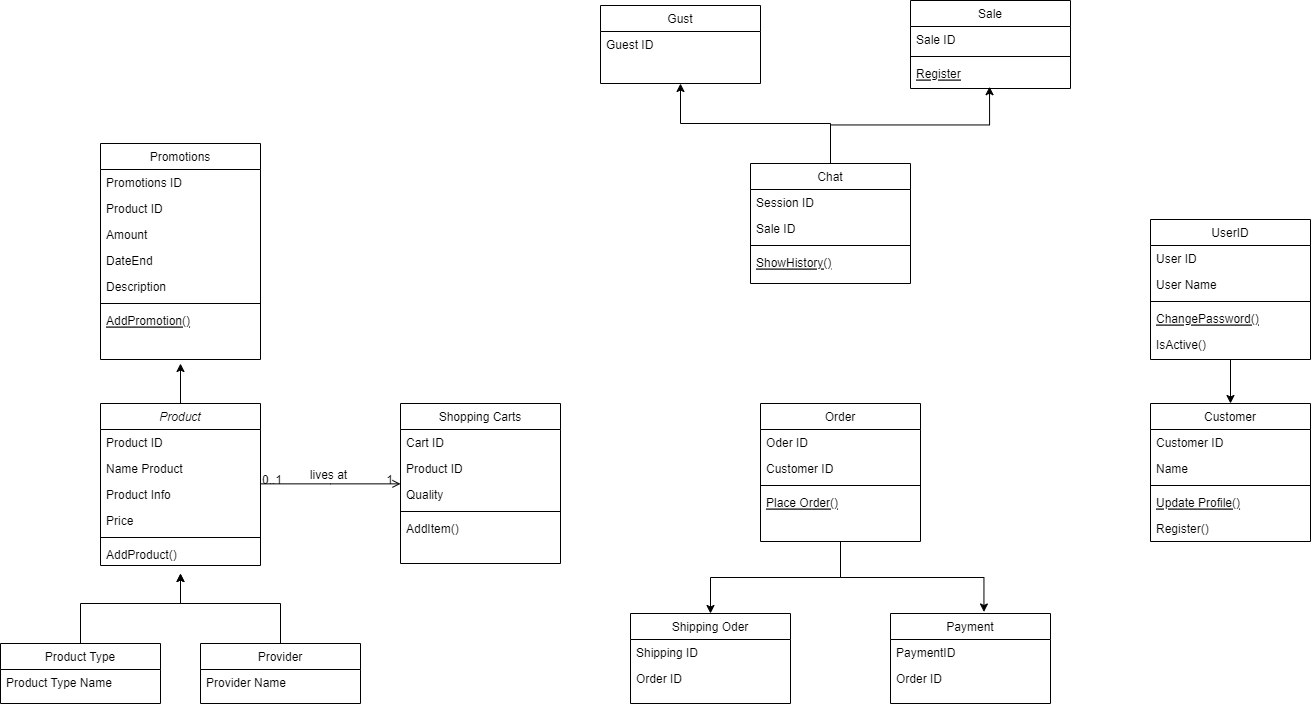 Gust
Guest ID
Sale
Sale ID
Register
Promotions
Promotions ID
Product ID
Amount
DateEnd
Description
AddPromotion()
Chat
Session ID
Sale ID
ShowHistory()
UserID
User ID
User Name
ChangePassword()
IsActive()
Product
Product ID
Name Product
Product Info
Price
AddProduct()
0..1
lives at
1
Shopping Carts
Cart ID
Product ID
Quality
AddItem()
Order
Oder ID
Customer ID
Place Order()
Customer
Customer ID
Name
Update Profile()
Register()
Product Type
Product Type Name
Provider
Provider Name
Shipping Oder
Shipping ID
Order ID
Payment
PaymentID
Order ID